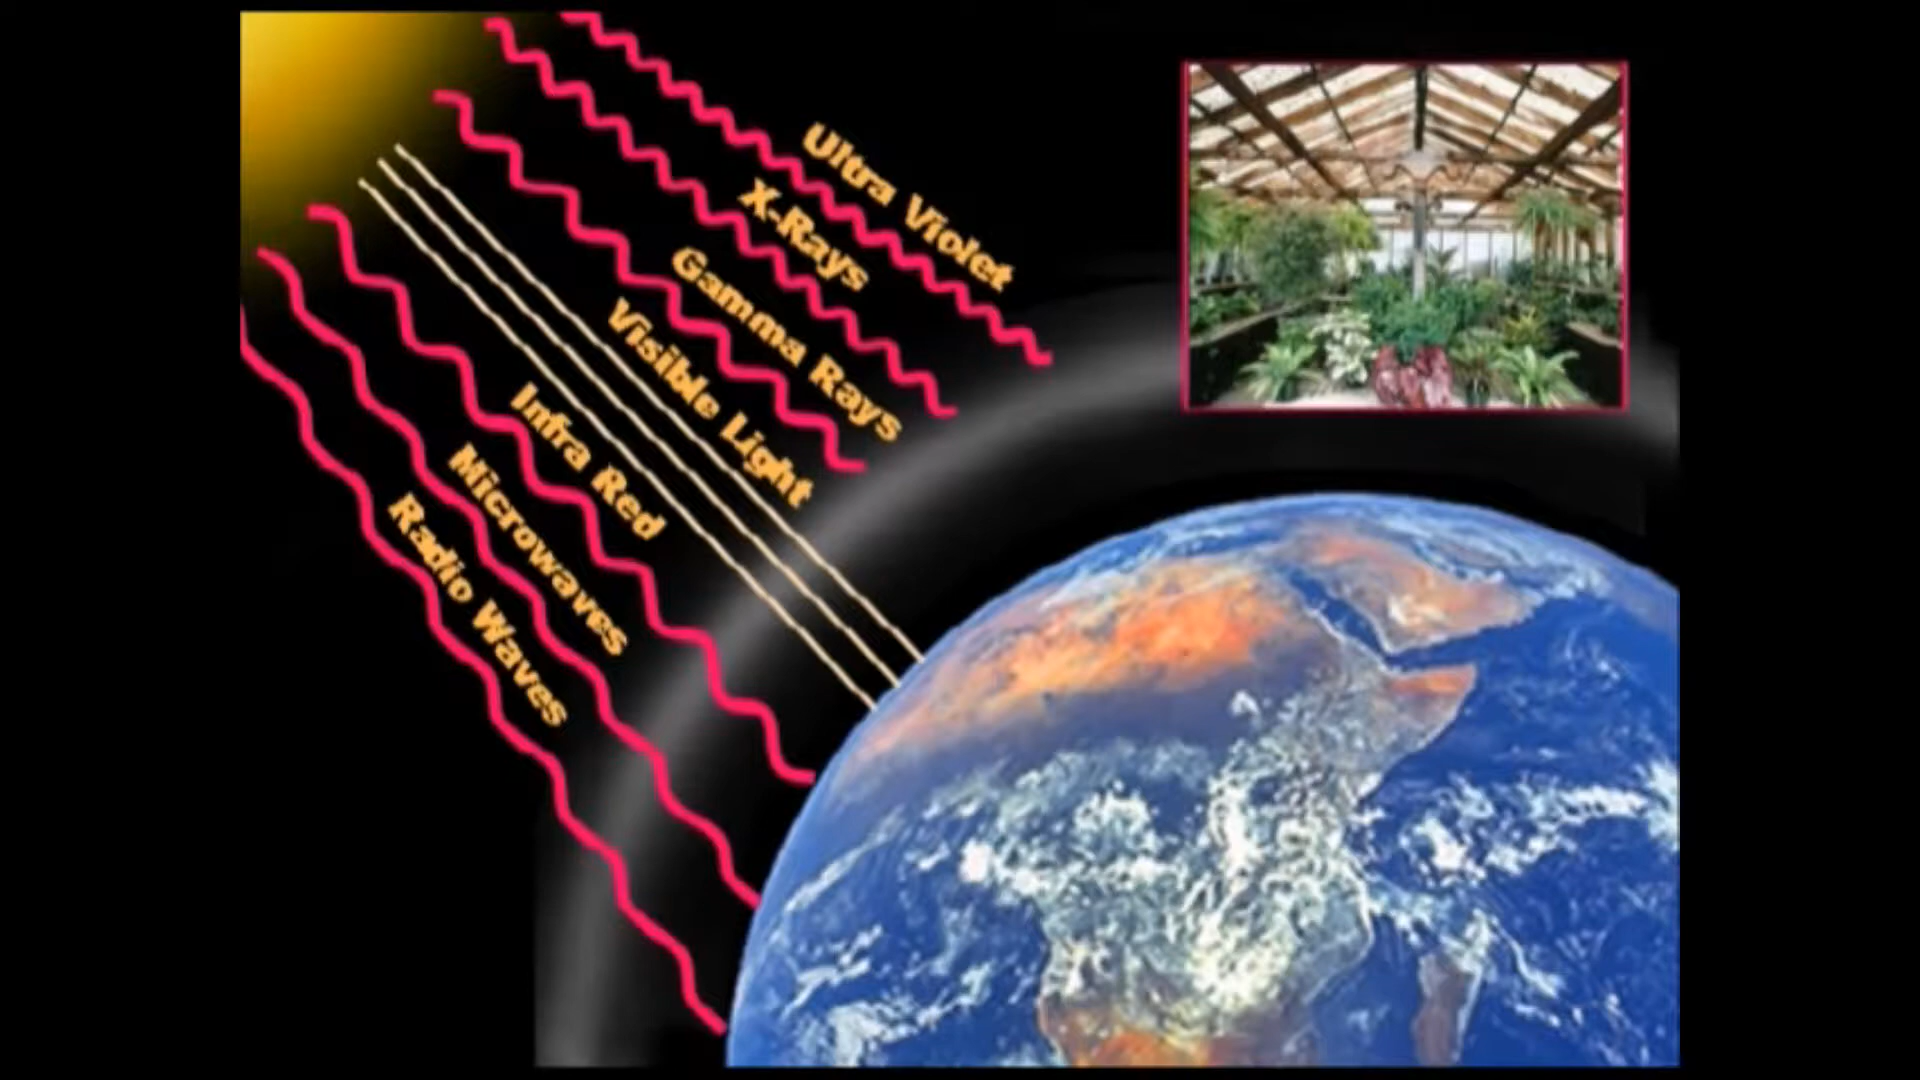 Ultra Violet
X-Rays
Gamma Rays
Visible Light
Infra Red
Microwaves
Radio Waves